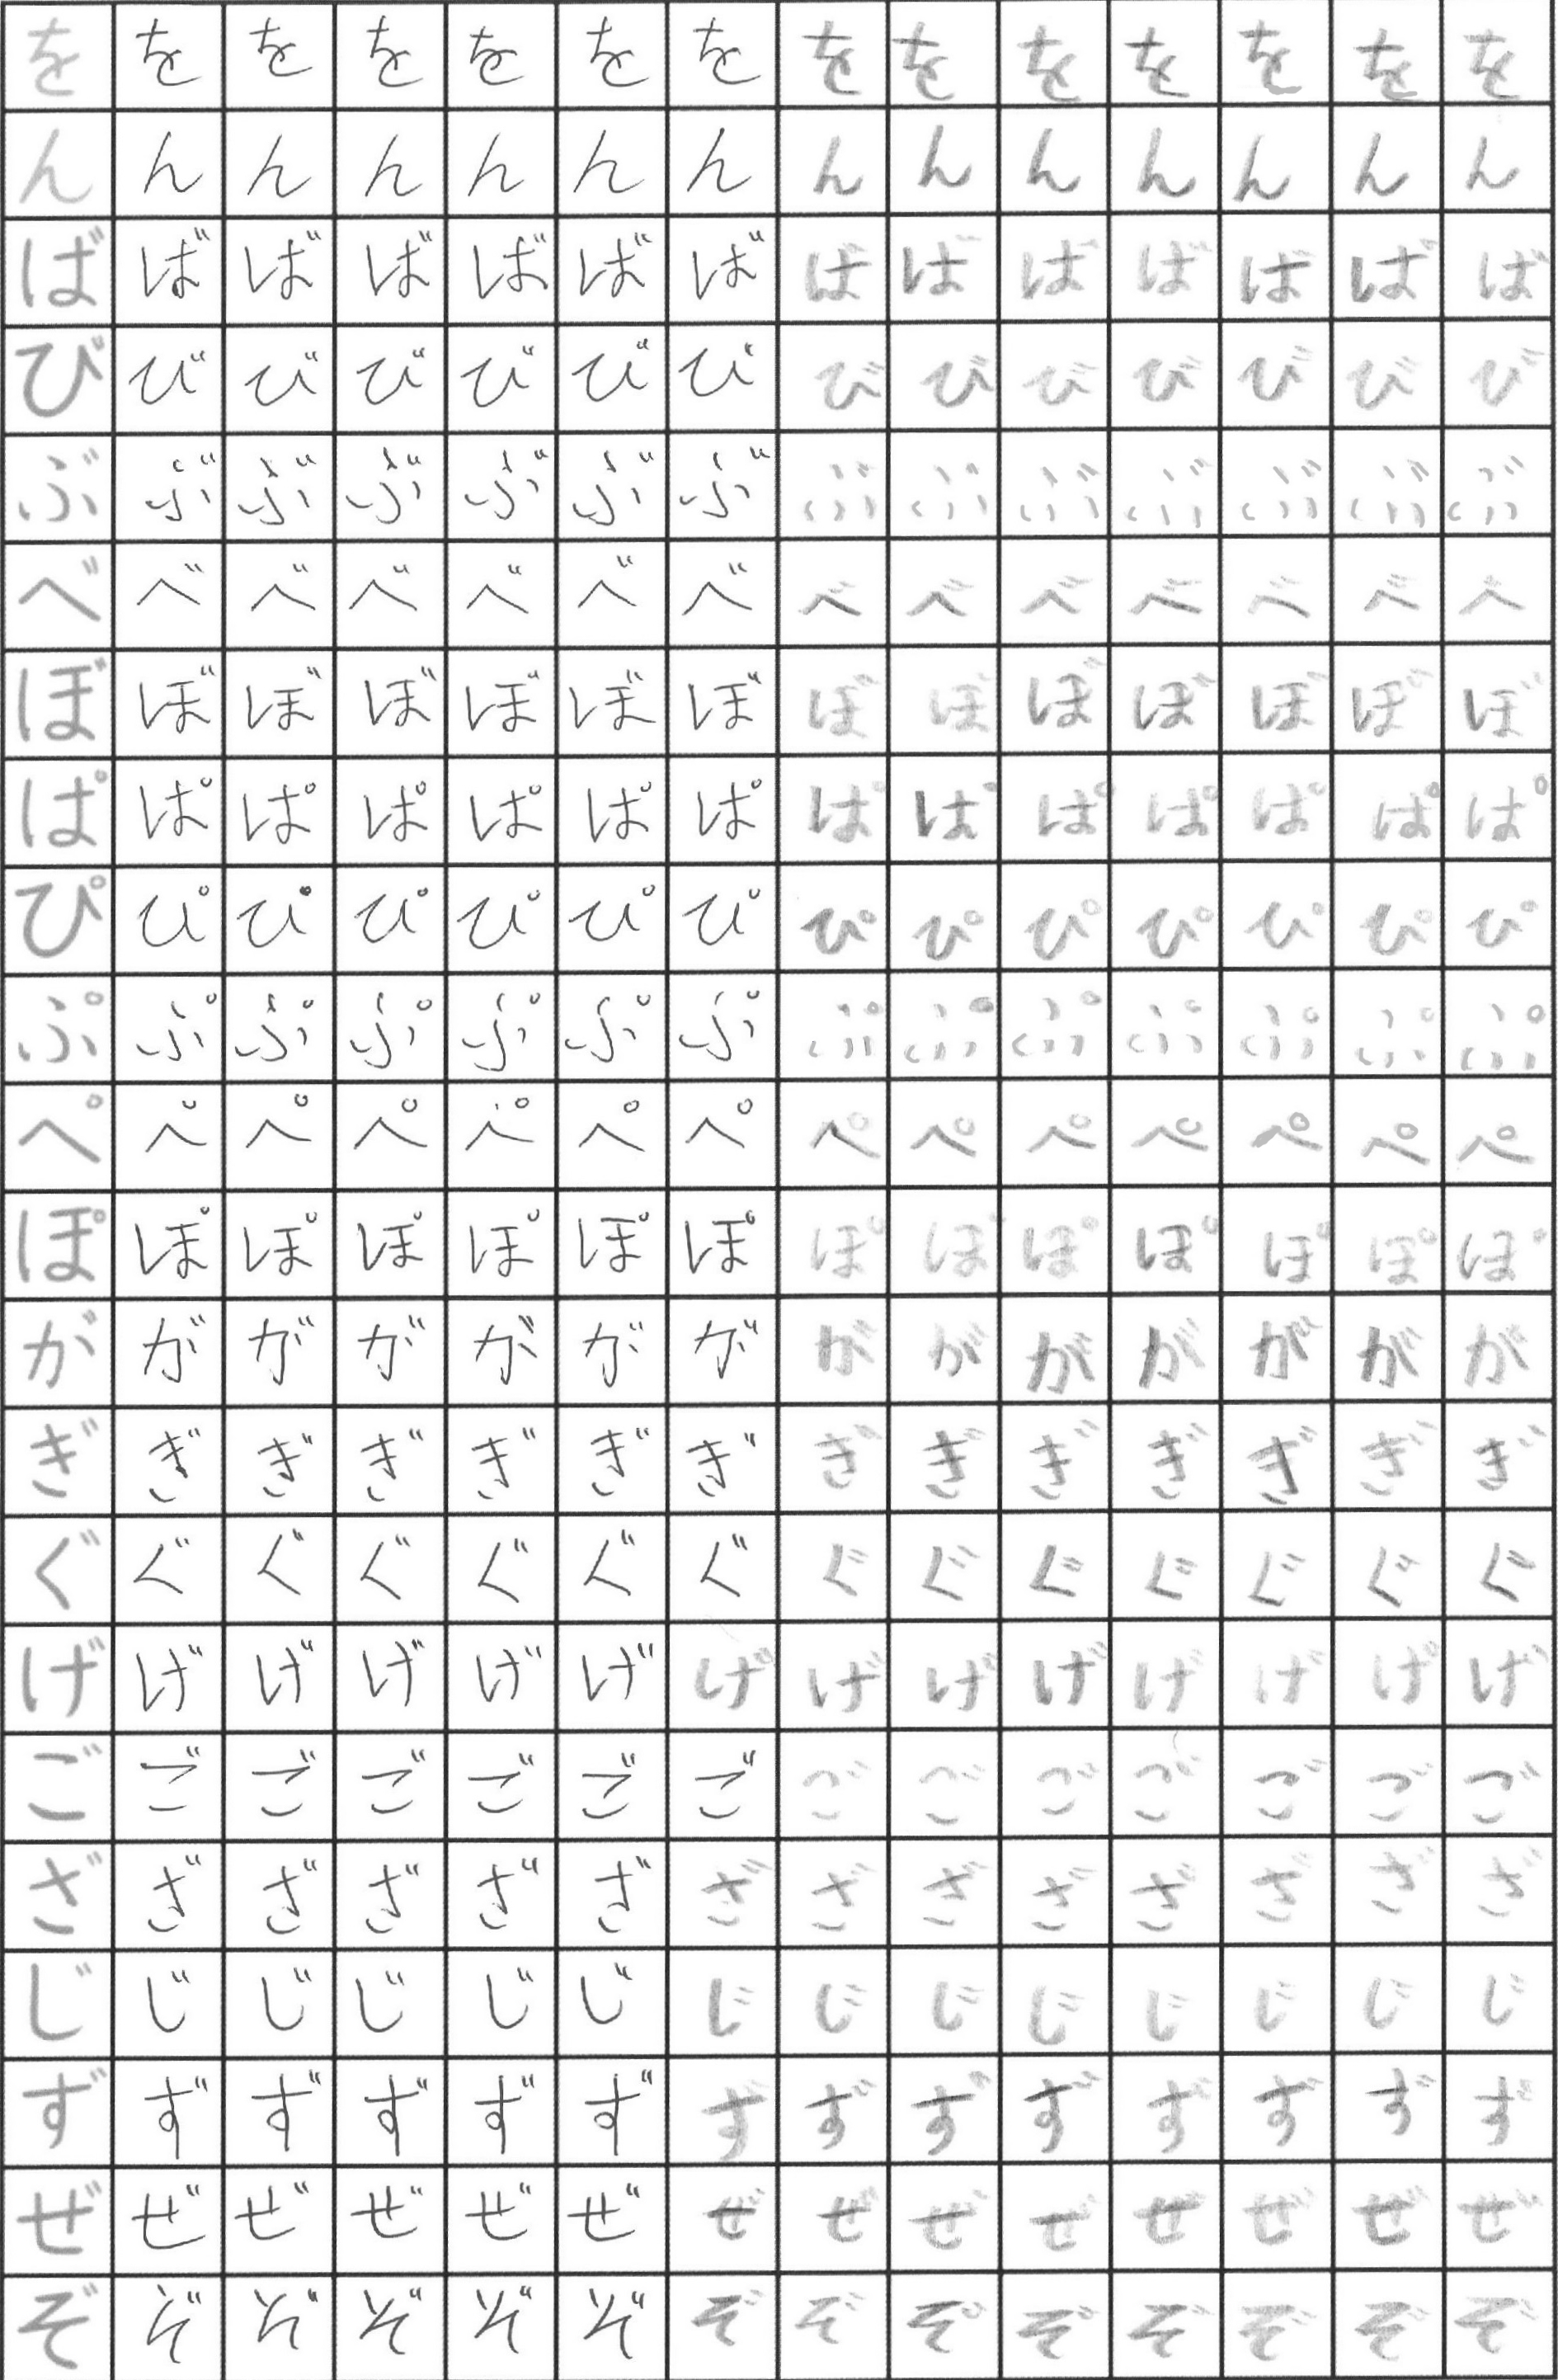 をををををををををををををを
んんんんんんんんんんんんんん
ばばばばばばばばばばばばばば
びびびびびびびびびびびびびび
ぶぶぶぶぶぶぶぶぶぶぶぶぶぶ
べべべべべべべべべべべべべべ
ぼぼぼぼぼぼぼぼぼぼぼぼぼぼ
ぱぱぱぱぱぱぱぱぱぱぱぱぱぱ
ぴぴぴぴぴぴぴぴぴぴぴぴぴぴ
ぷぷぷぷぷぷぷぷぷぷぷぷぷぷ
ぺぺぺぺぺぺぺぺぺぺぺぺぺぺ
ぽぽぽぽぽぽぽぽぽぽぽぽぽぽ
がががががががががががががが
ぎぎぎぎぎぎぎぎぎぎぎぎぎぎ
ぐぐぐぐぐぐぐぐぐぐぐぐぐぐ
げげげげげげげげげげげげげげ
ごごごごごごごごごごごごごご
ざざざざざざざざざざざざざざ
じじじじじじじじじじじじじじ
ずずずずずずずずずずずずずず
ぜぜぜぜぜぜぜぜぜぜぜぜぜぜ
ぞぞぞぞぞぞぞぞぞぞぞぞぞぞ